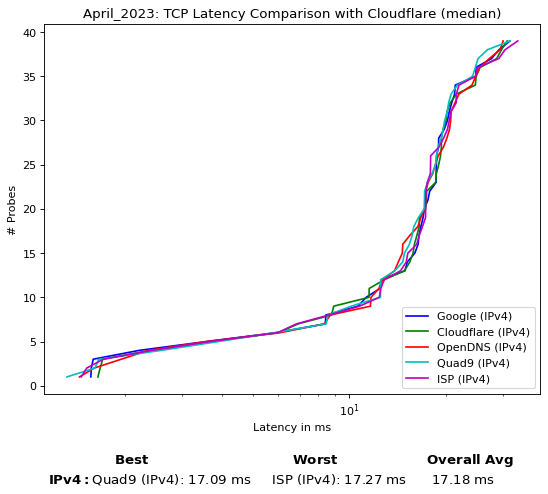 April_2023: TCP Latency Comparison with Cloudflare (median)
40
35
30
25
20
15
10
5
0
# Probes
Google (IPv4)
Cloudflare (IPv4)
OpenDNS (IPv4)
Quad9 (IPv4)
ISP (IPv4)
10¹
Latency in ms
Best Worst Overall Avg
IPv4: Quad9 (IPv4): 17.09 ms ISP (IPv4): 17.27 ms 17.18 ms